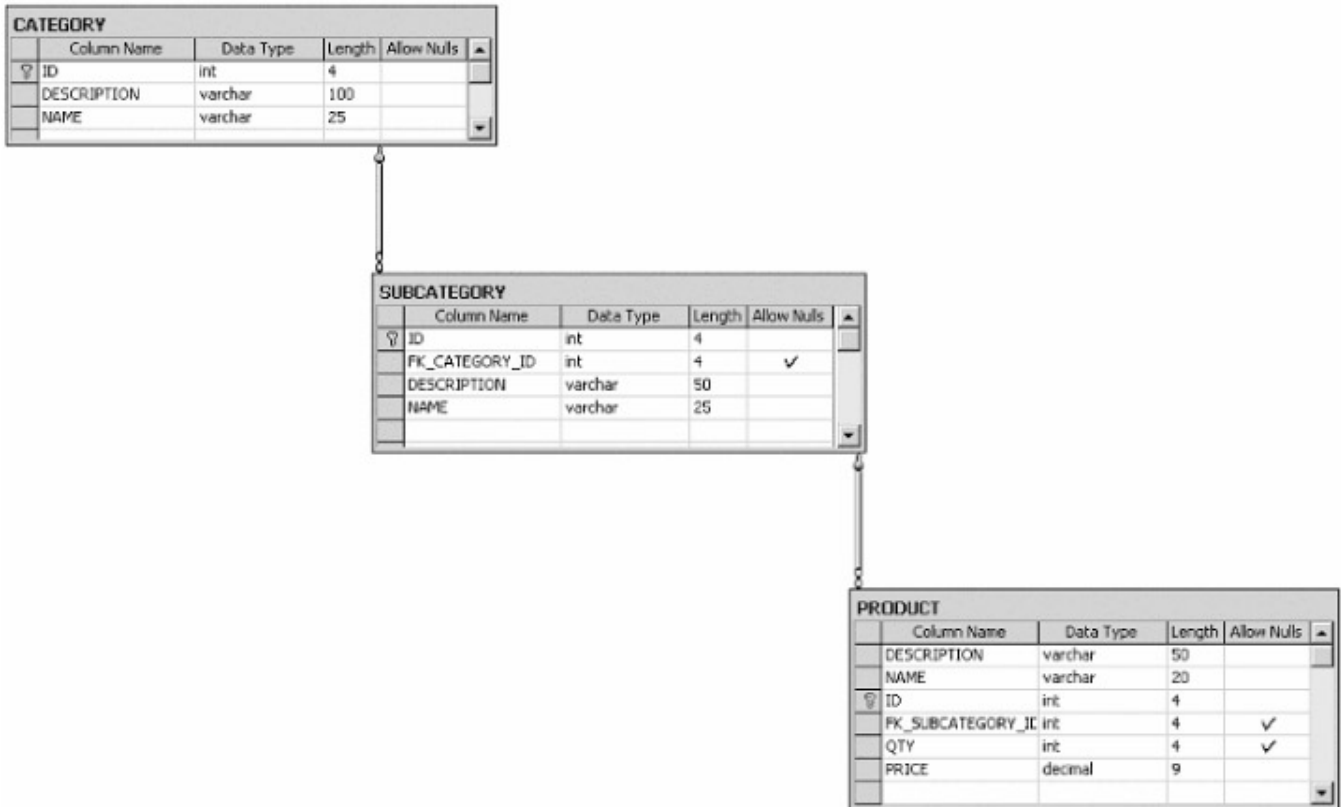 CATEGORY
Column Name Data Type Length Allow Nulls
ID int 4
DESCRIPTION varchar 100
NAME varchar 25
SUBCATEGORY
Column Name Data Type Length Allow Nulls
ID int 4
FK_CATEGORY_ID int 4
DESCRIPTION varchar 50
NAME varchar 25
PRODUCT
Column Name Data Type Length Allow Nulls
DESCRIPTION varchar 50
NAME varchar 20
ID int 4
FK_SUBCATEGORY_ID int 4
QTY int 4
PRICE decimal 9